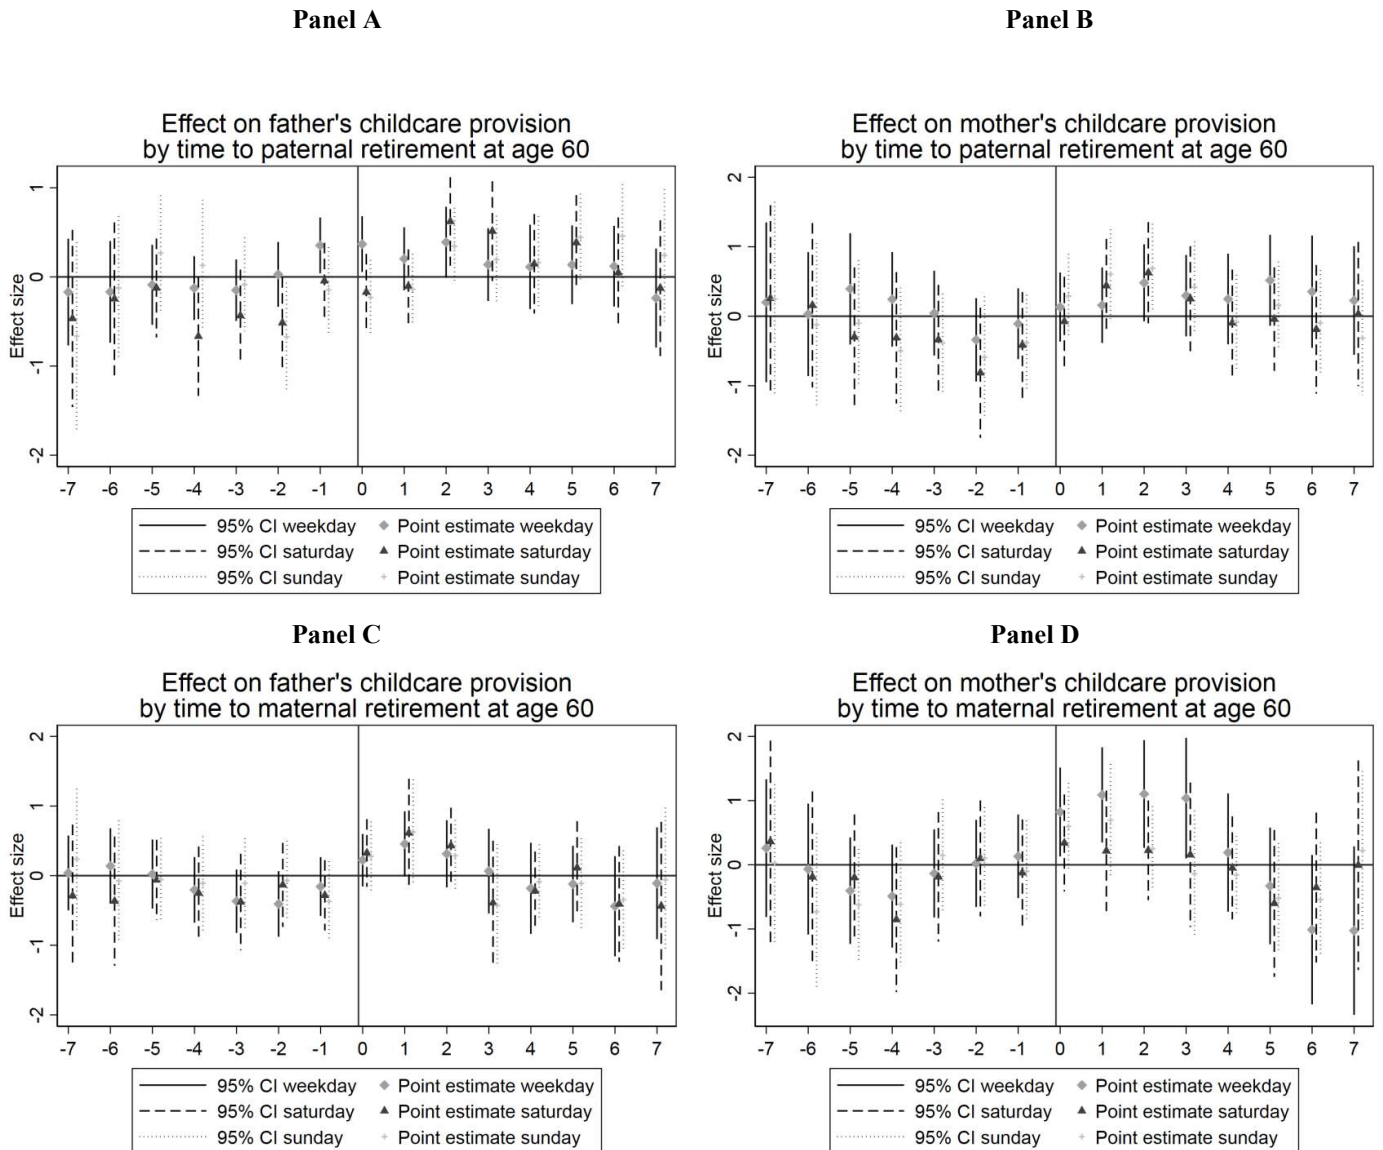 Panel A
Effect on father's childcare provision
by time to paternal retirement at age 60
Effect size
1
0
-1
-2
-7 -6 -5 -4 -3 -2 -1 0 1 2 3 4 5 6 7
95% CI weekday Point estimate weekday
95% CI saturday Point estimate saturday
95% CI sunday Point estimate sunday
Panel B
Effect on mother's childcare provision
by time to paternal retirement at age 60
Effect size
2
1
0
-1
-2
-7 -6 -5 -4 -3 -2 -1 0 1 2 3 4 5 6 7
95% CI weekday Point estimate weekday
95% CI saturday Point estimate saturday
95% CI sunday Point estimate sunday
Panel C
Effect on father's childcare provision
by time to maternal retirement at age 60
Effect size
2
1
0
-1
-2
-7 -6 -5 -4 -3 -2 -1 0 1 2 3 4 5 6 7
95% CI weekday Point estimate weekday
95% CI saturday Point estimate saturday
95% CI sunday Point estimate sunday
Panel D
Effect on mother's childcare provision
by time to maternal retirement at age 60
Effect size
2
1
0
-1
-2
-7 -6 -5 -4 -3 -2 -1 0 1 2 3 4 5 6 7
95% CI weekday Point estimate weekday
95% CI saturday Point estimate saturday
95% CI sunday Point estimate sunday